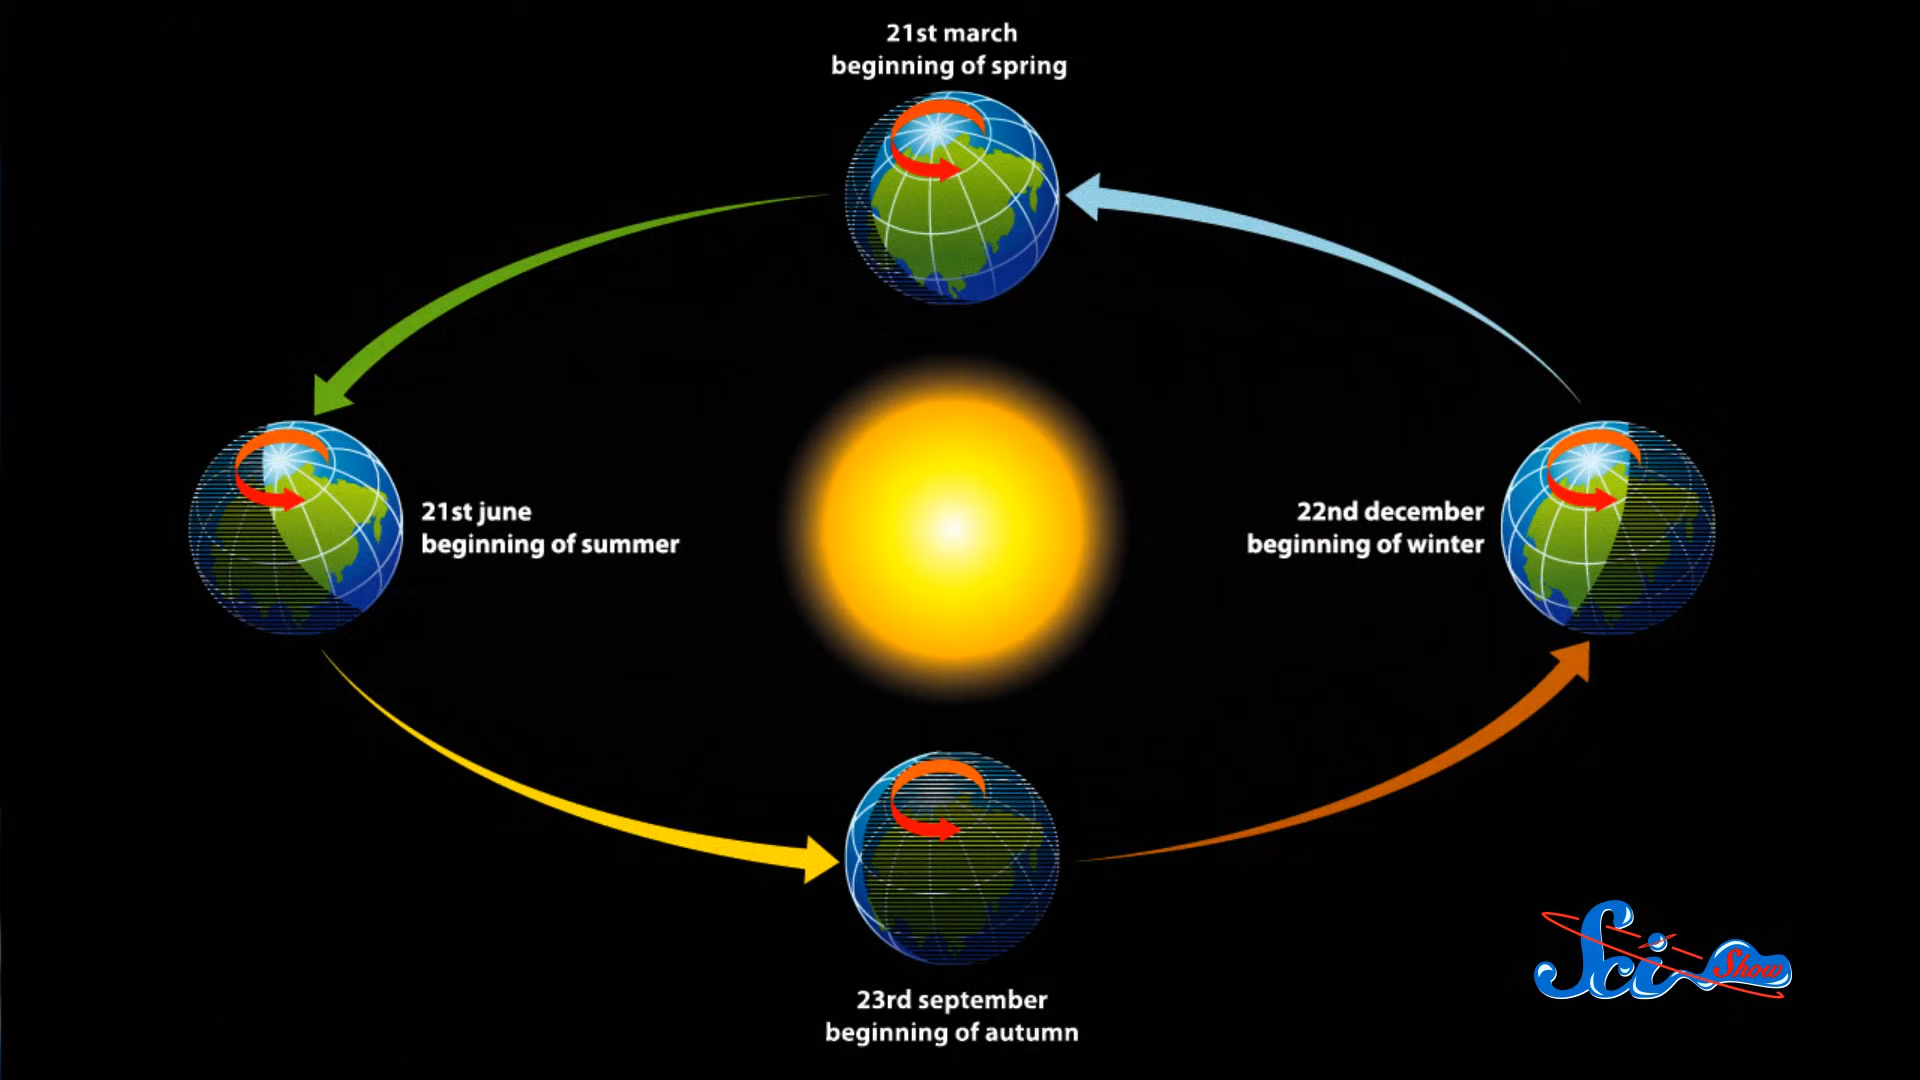 21st march
beginning of spring
21st june
beginning of summer
22nd december
beginning of winter
23rd september
beginning of autumn
Sci Show